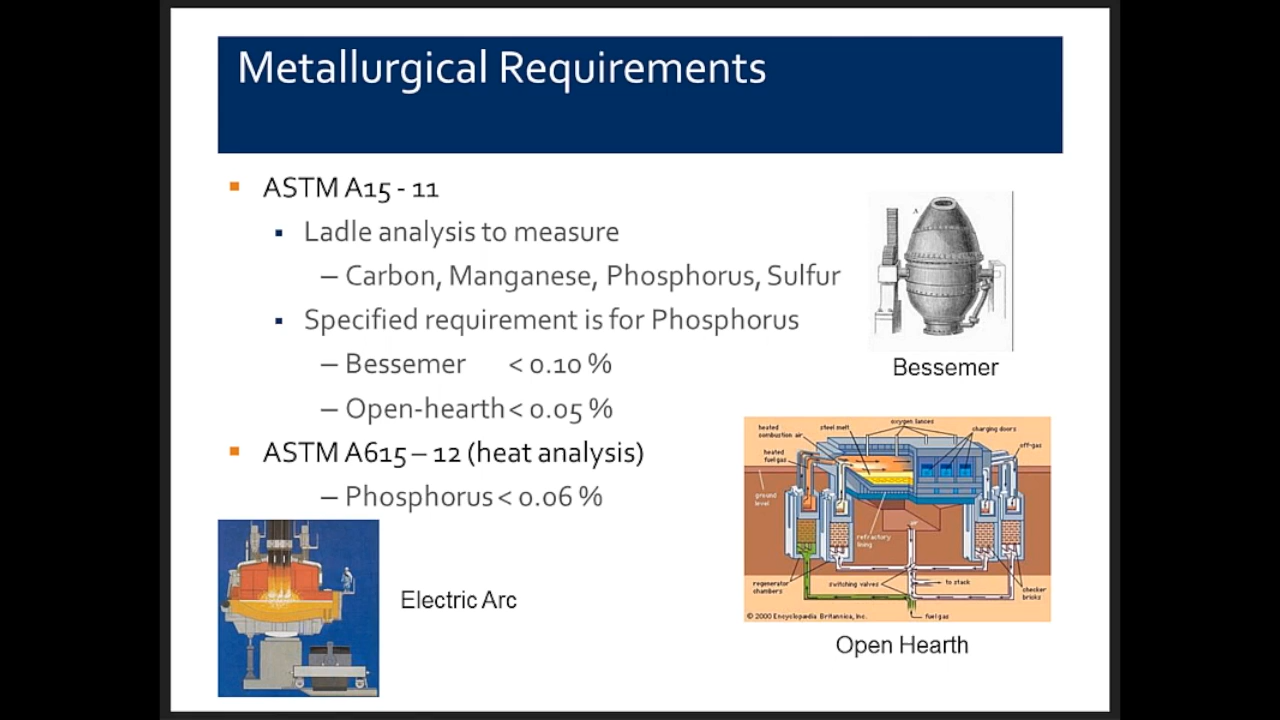 Metallurgical Requirements
ASTM A15 - 11
Ladle analysis to measure
– Carbon, Manganese, Phosphorus, Sulfur
Specified requirement is for Phosphorus
– Bessemer < 0.10 %
– Open-hearth < 0.05 %
ASTM A615 – 12 (heat analysis)
– Phosphorus < 0.06 %
A
Bessemer
heated combustion air
steel melt
oxygen lances
charging doors
off-gas
heated fuel gas
ground level
refractory lining
regenerator chambers
switching valves
to stack
checker bricks
fuel gas
© 2000 Encyclopædia Britannica, Inc.
Electric Arc
Open Hearth